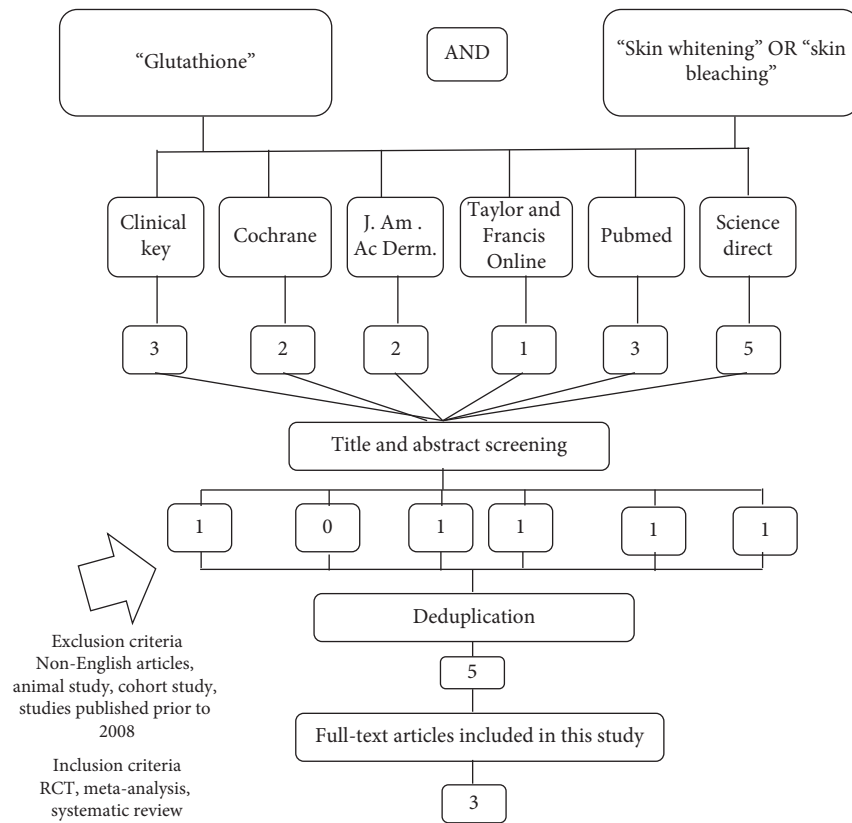 “Glutathione”
AND
“Skin whitening” OR “skin
bleaching”
Clinical
key
Cochrane
J. Am .
Ac Derm.
Taylor and
Francis
Online
Pubmed
Science
direct
3
2
2
1
3
5
Title and abstract screening
1
0
1
1
1
1
Deduplication
5
Full-text articles included in this study
3
Exclusion criteria
Non-English articles,
animal study, cohort study,
studies published prior to
2008
Inclusion criteria
RCT, meta-analysis,
systematic review